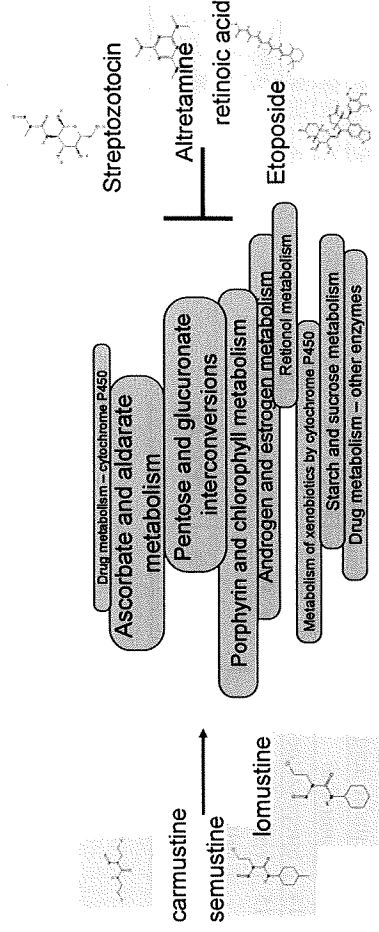 carmustine
semustine
lomustine
Drug metabolism – cytochrome P450
Ascorbate and aldarate
metabolism
Pentose and glucuronate
interconversions
Porphyrin and chlorophyll metabolism
Androgen and estrogen metabolism
Retionol metabolism
Metabolism of xenobiotics by cytochrome P450
Starch and sucrose metabolism
Drug metabolism – other enzymes
Streptozotocin
Altretamine
retinoic acid
Etoposide